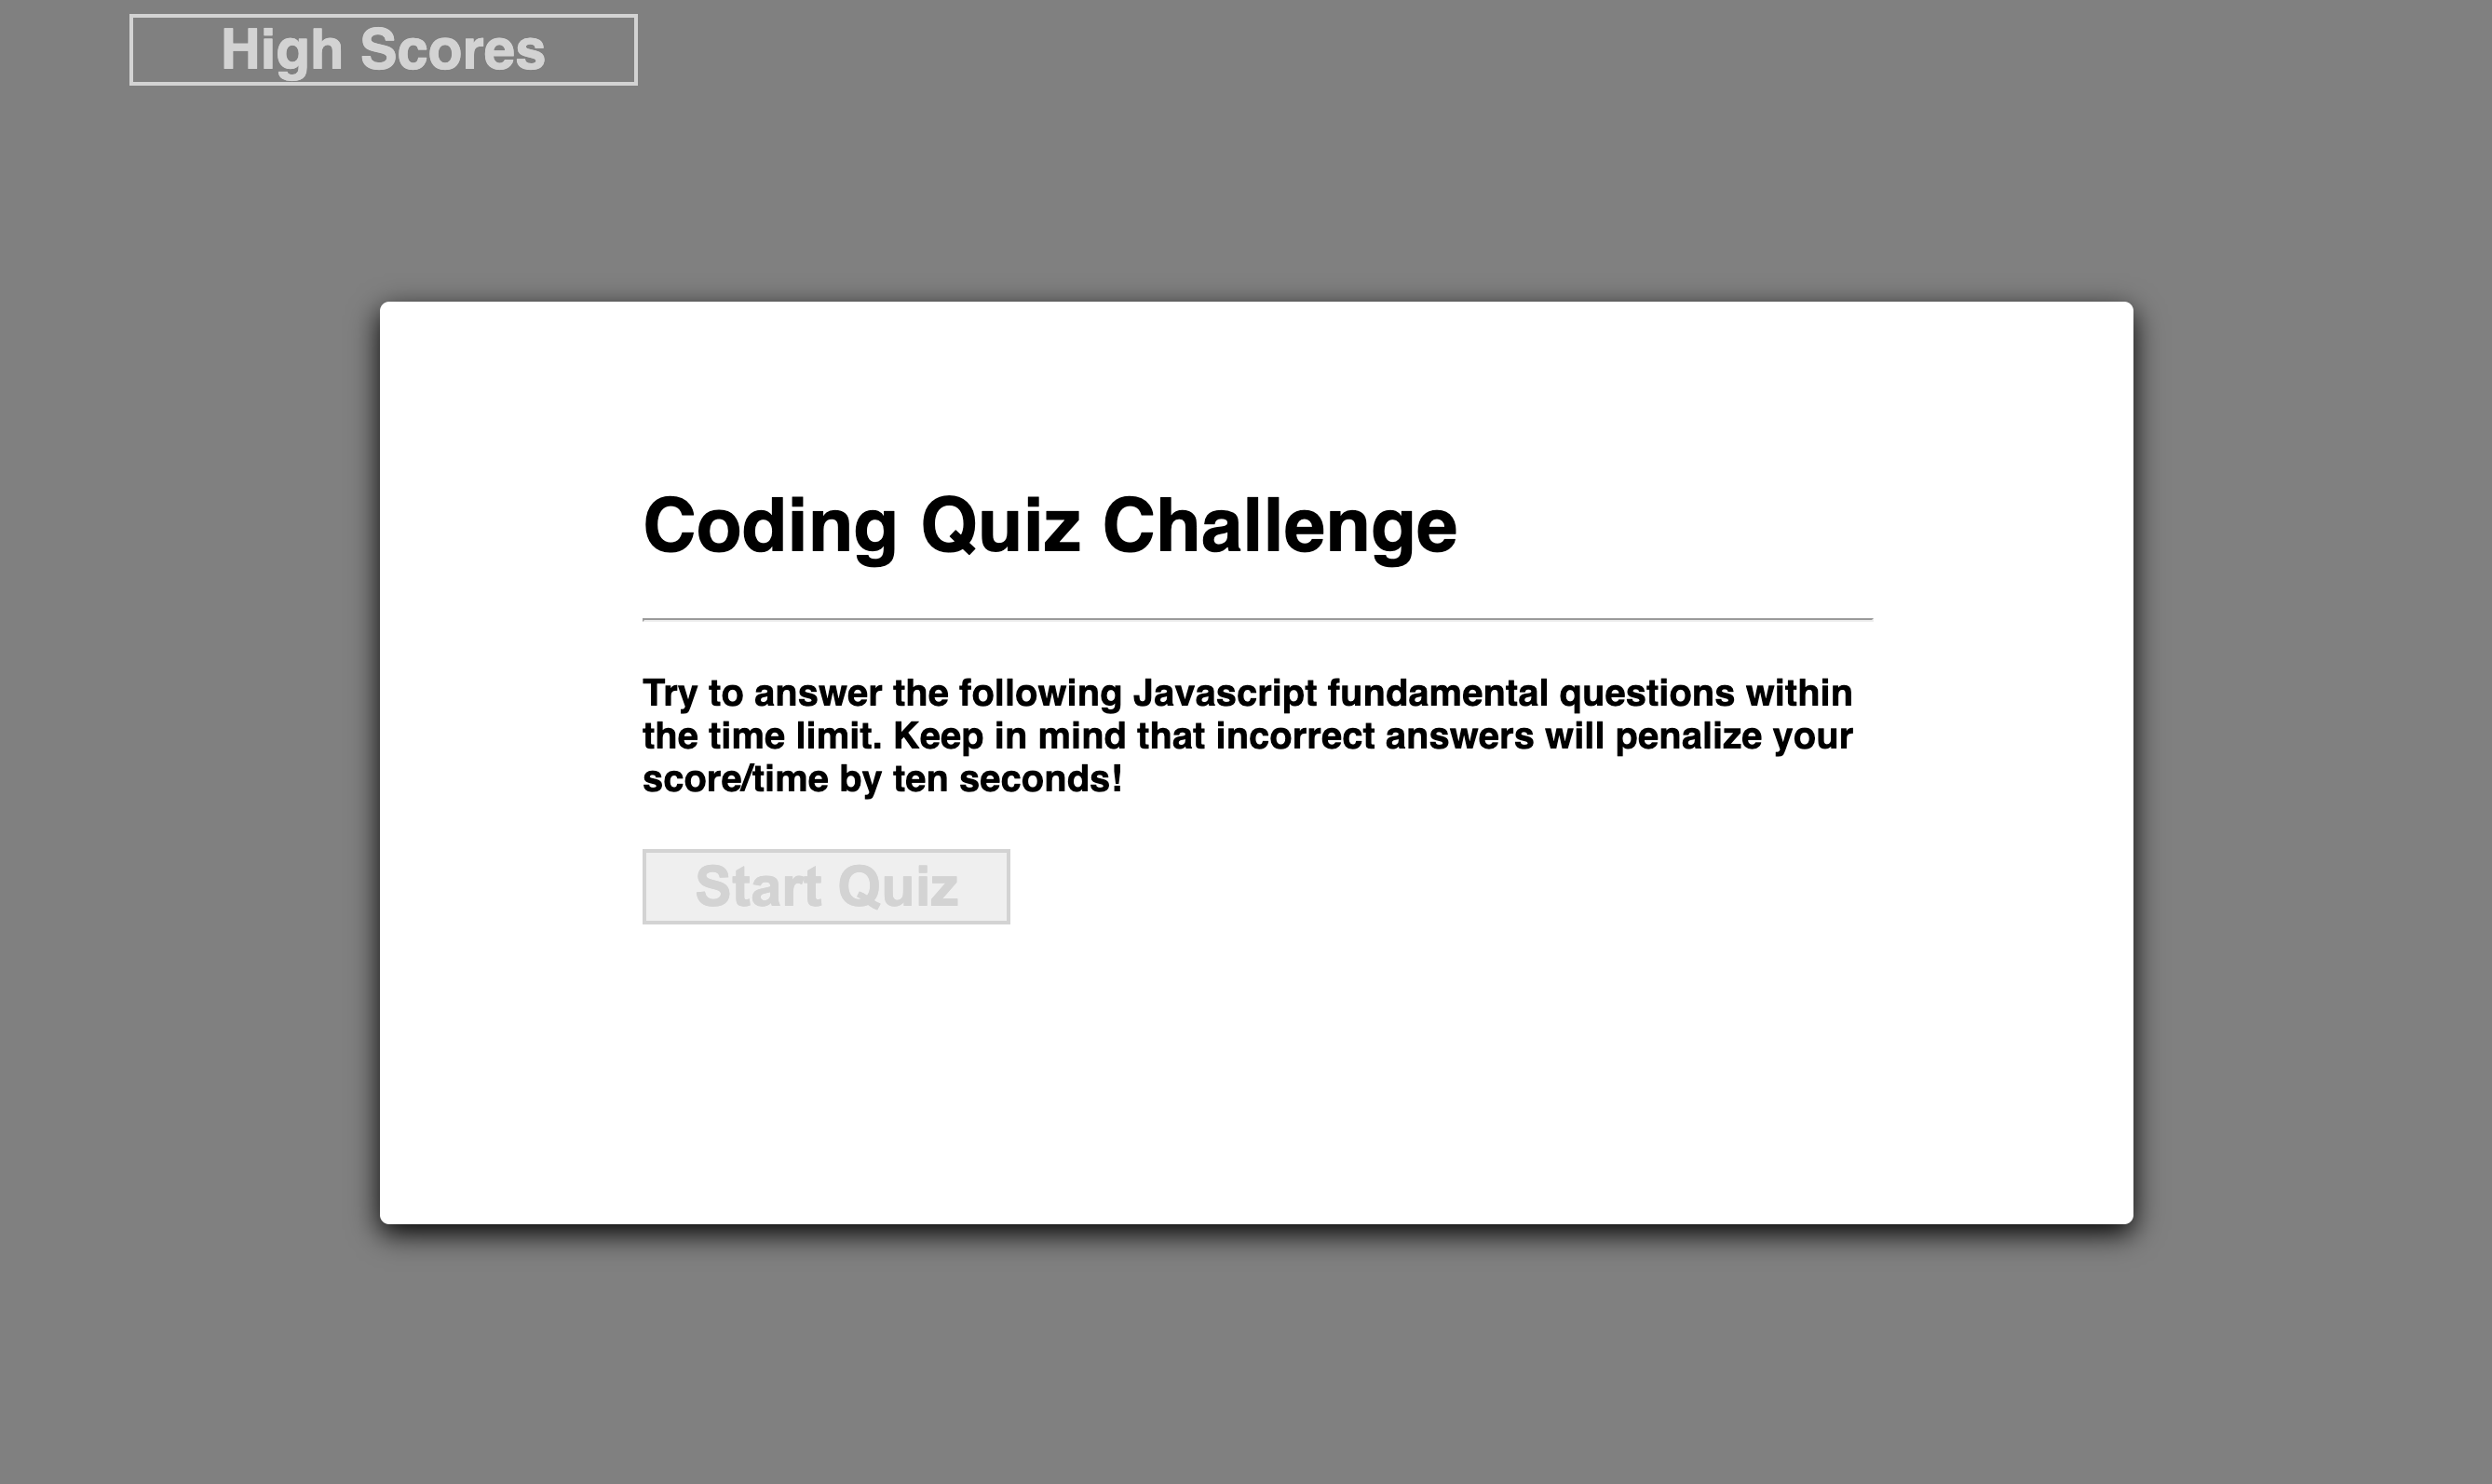 High Scores
Coding Quiz Challenge
Try to answer the following Javascript fundamental questions within
the time limit. Keep in mind that incorrect answers will penalize your
score/time by ten seconds!
Start Quiz